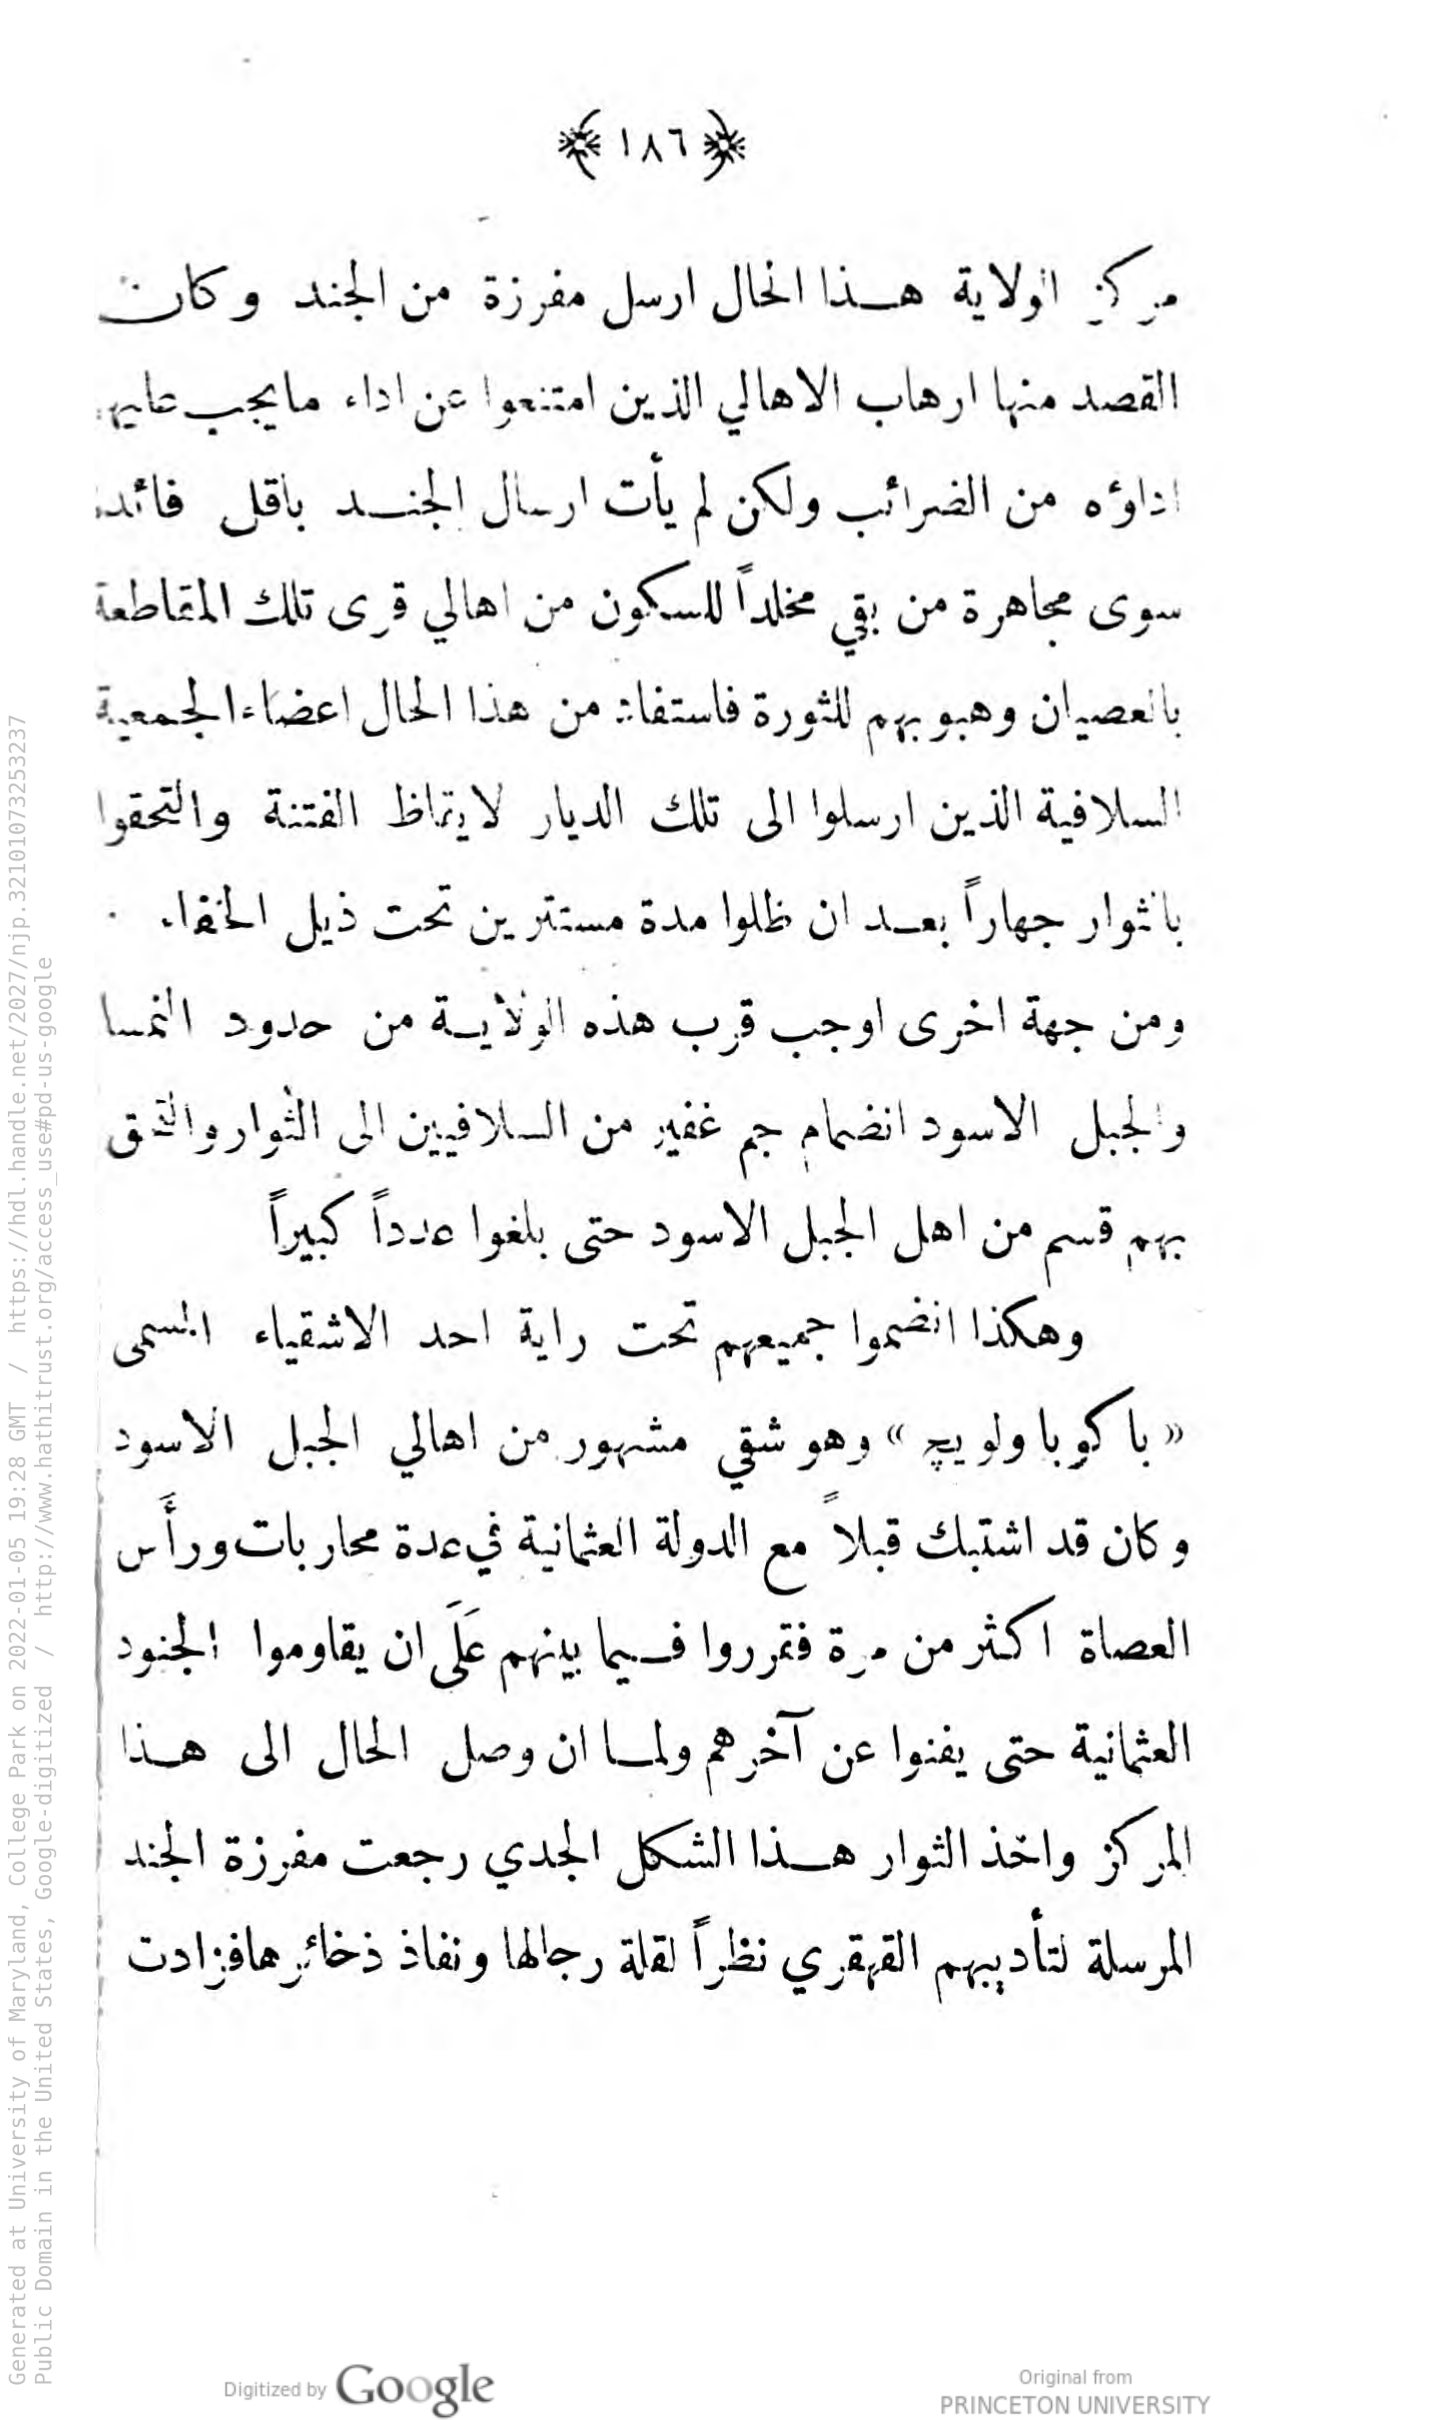 ﴿ ١٨٦ ﴾
مركز الولاية هـذا الحال ارسل مفرزة من الجند وكان
القصد منها ارهاب الاهالي الذين امتنعوا عن اداء مايجب عليهم
اداؤه من الضرائب ولكن لم يأت ارسال الجنـد باقل فائدة
سوى مجاهرة من بقي مخلداً للسكون من اهالي قرى تلك المقاطعة
بالعصيان وهبوبهم للثورة فاستفاد من هذا الحال اعضاء الجمعية
السلافية الذين ارسلوا الى تلك الديار لايقاظ الفتنة والتحقوا
بالثوار جهاراً بعـد ان ظلوا مدة مستترين تحت ذيل الخفاء
ومن جهة اخرى اوجب قرب هذه الولايـة من حدود النمسا
والجبل الاسود انضمام جم غفير من السلافيين الى الثوار والتحق
بهم قسم من اهل الجبل الاسود حتى بلغوا عدداً كبيراً
وهكذا انضموا جميعهم تحت راية احد الاشقياء المسمى
« باكوباولويچ » وهو شقي مشهور من اهالي الجبل الاسود
وكان قد اشتبك قبلاً مع الدولة العثمانية في عدة محاربات ورأَس
العصاة اكثر من مرة فتقرروا فـيما بينهم عَلَى ان يقاوموا الجنود
العثمانية حتى يفنوا عن آخرهم ولمـا ان وصل الحال الى هـذا
المركز واتخذ الثوار هـذا الشكل الجدي رجعت مفرزة الجند
المرسلة لتأديبهم القهقري نظراً لقلة رجالها ونفاذ ذخائرها فزادت
Generated at University of Maryland, College Park on 2022-01-05 19:28 GMT / https://hdl.handle.net/2027/njp.32101073253237
Public Domain in the United States, Google-digitized / http://www.hathitrust.org/access_use#pd-us-google
Digitized by Google
Original from
PRINCETON UNIVERSITY